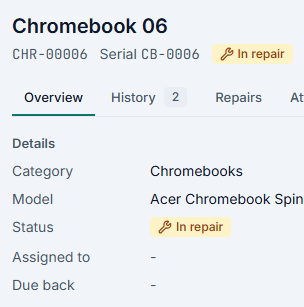 Chromebook 06
CHR-00006 Serial CB-0006 In repair
Overview History 2 Repairs At
Details
Category Chromebooks
Model Acer Chromebook Spin
Status In repair
Assigned to -
Due back -